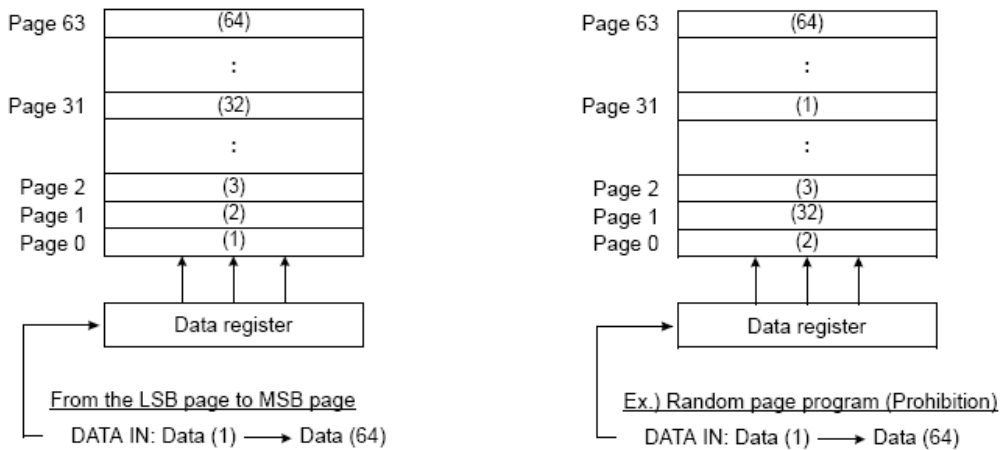 Page 63 (64)
:
Page 31 (32)
:
Page 2 (3)
Page 1 (2)
Page 0 (1)
Data register
From the LSB page to MSB page
DATA IN: Data (1) → Data (64)
Page 63 (64)
:
Page 31 (1)
:
Page 2 (3)
Page 1 (32)
Page 0 (2)
Data register
Ex.) Random page program (Prohibition)
DATA IN: Data (1) → Data (64)